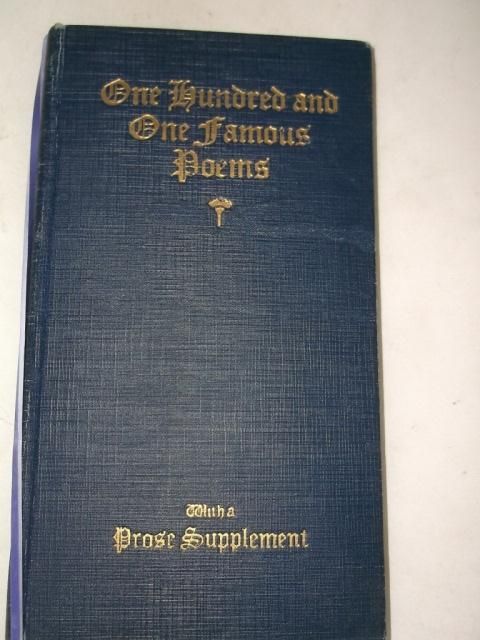 One Hundred and
One Famous
Poems
With a
Prose Supplement